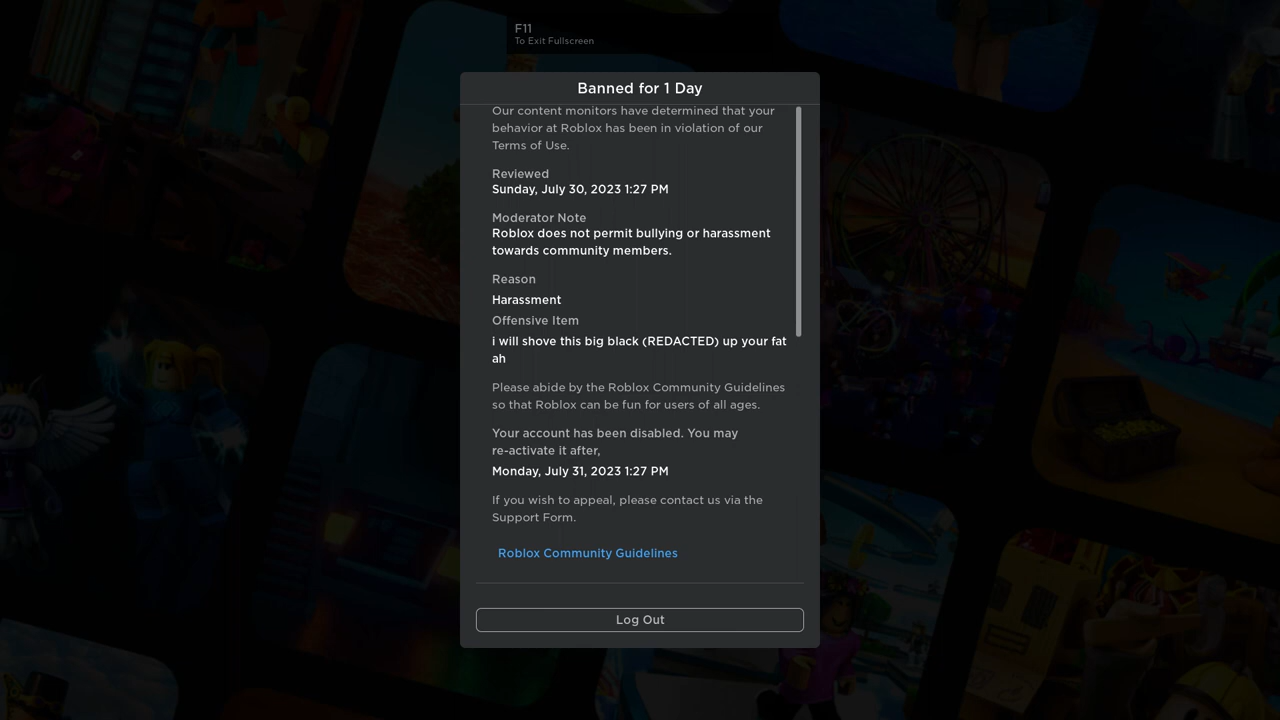 F11
To Exit Fullscreen
Banned for 1 Day
Our content monitors have determined that your
behavior at Roblox has been in violation of our
Terms of Use.
Reviewed
Sunday, July 30, 2023 1:27 PM
Moderator Note
Roblox does not permit bullying or harassment
towards community members.
Reason
Harassment
Offensive Item
i will shove this big black (REDACTED) up your fat
ah
Please abide by the Roblox Community Guidelines
so that Roblox can be fun for users of all ages.
Your account has been disabled. You may
re-activate it after,
Monday, July 31, 2023 1:27 PM
If you wish to appeal, please contact us via the
Support Form.
Roblox Community Guidelines
Log Out